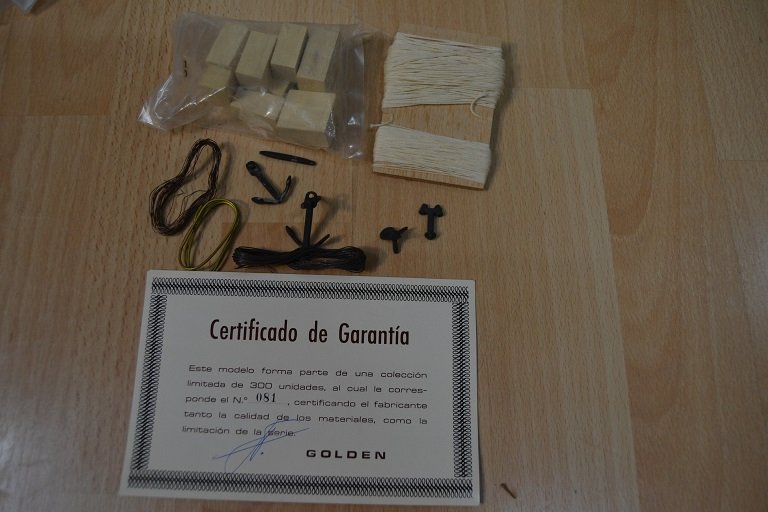 Certificado de Garantía
Este modelo forma parte de una colección
limitada de 300 unidades, al cual la corres-
ponde el N.º 081 , certificando el fabricante
tanto la calidad de los materiales, como la
limitación de la serie.
GOLDEN